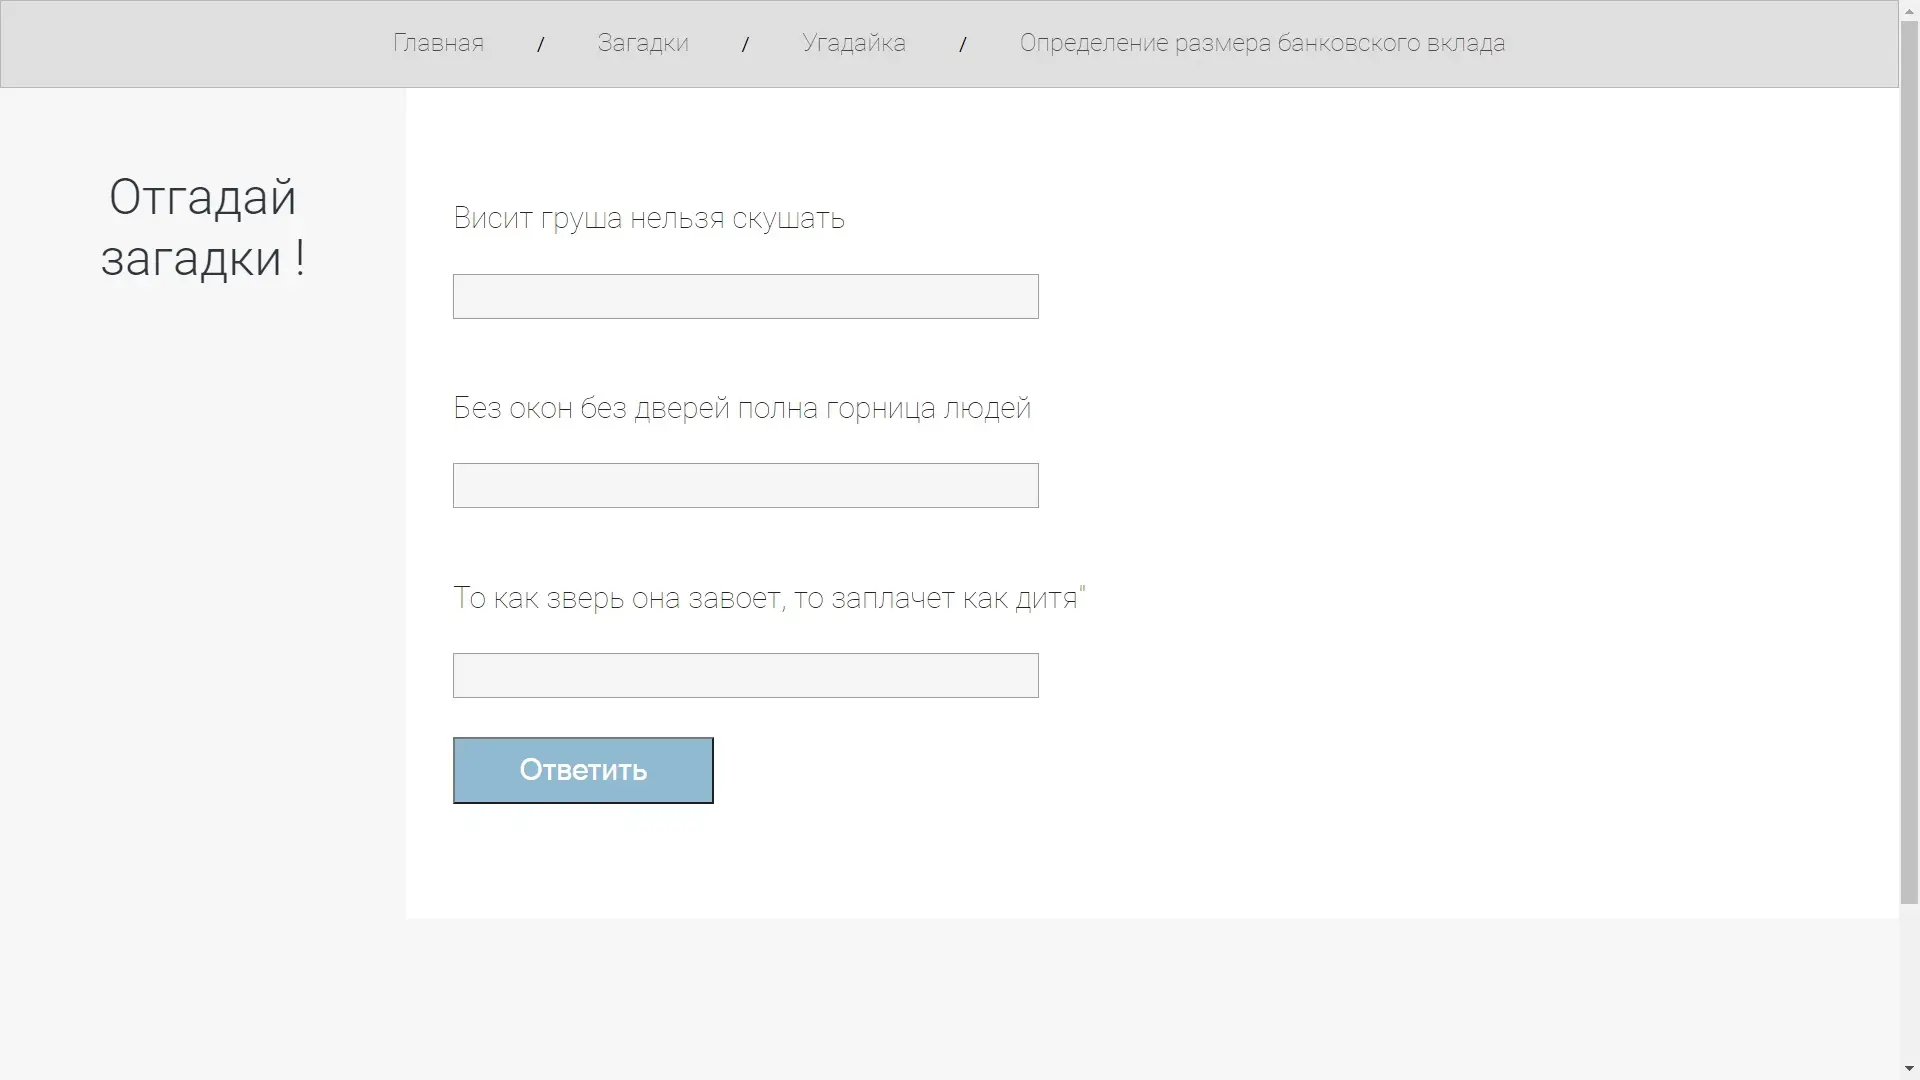 Главная / Загадки / Угадайка / Определение размера банковского вклада
Отгадай
загадки !
Висит груша нельзя скушать
Без окон без дверей полна горница людей
То как зверь она завоет, то заплачет как дитя"
Ответить